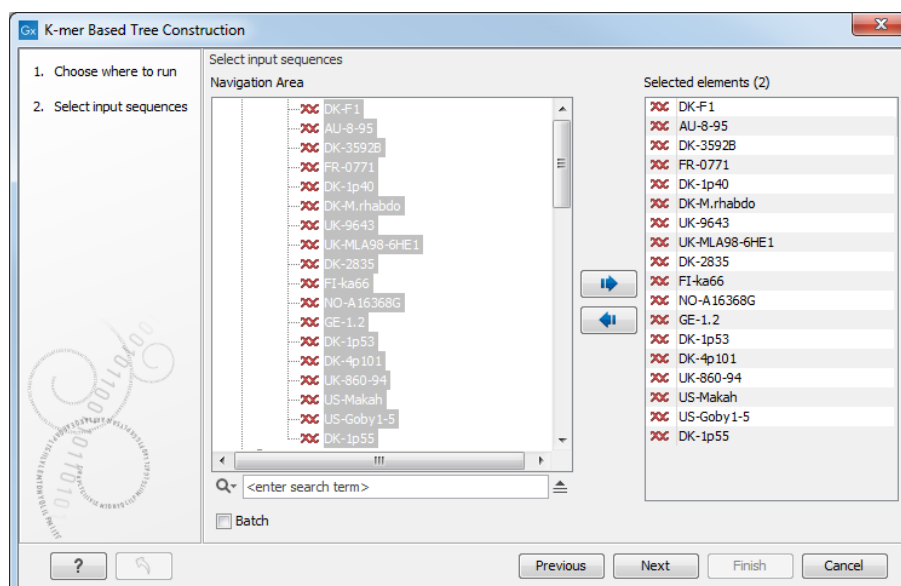 Gx K-mer Based Tree Construction
1. Choose where to run
2. Select input sequences
Select input sequences
Navigation Area
DK-F1
AU-8-95
DK-3592B
FR-0771
DK-1p40
DK-M.rhabdo
UK-9643
UK-MLA98-6HE1
DK-2835
FI-ka66
NO-A16368G
GE-1.2
DK-1p53
DK-4p101
UK-860-94
US-Makah
US-Goby1-5
DK-1p55
<enter search term>
Batch
Selected elements (2)
DK-F1
AU-8-95
DK-3592B
FR-0771
DK-1p40
DK-M.rhabdo
UK-9643
UK-MLA98-6HE1
DK-2835
FI-ka66
NO-A16368G
GE-1.2
DK-1p53
DK-4p101
UK-860-94
US-Makah
US-Goby1-5
DK-1p55
? Previous Next Finish Cancel